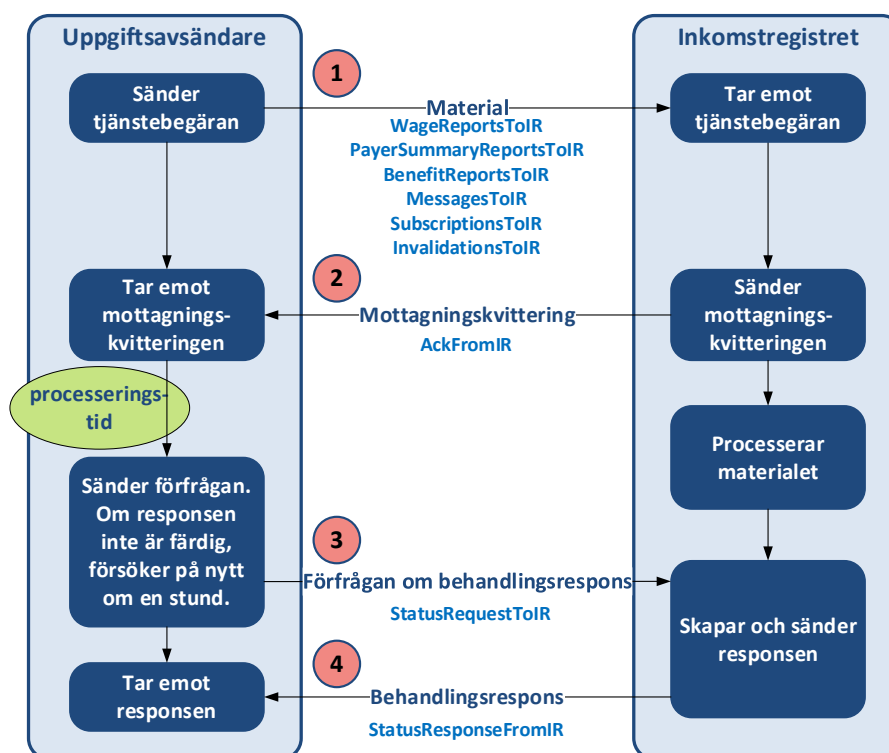 Uppgiftsavsändare
Inkomstregistret
1
Sänder
tjänstebegäran
Material
WageReportsToIR
PayerSummaryReportsToIR
BenefitReportsToIR
MessagesToIR
SubscriptionsToIR
InvalidationsToIR
Tar emot
tjänstebegäran
2
Tar emot
mottagnings-
kvitteringen
Mottagningskvittering
AckFromIR
Sänder
mottagnings-
kvitteringen
processerings-
tid
Processerar
materialet
Sänder förfrågan.
Om responsen
inte är färdig,
försöker på nytt
om en stund.
3
Förfrågan om behandlingsrespons
StatusRequestToIR
Skapar och sänder
responsen
4
Tar emot
responsen
Behandlingsrespons
StatusResponseFromIR